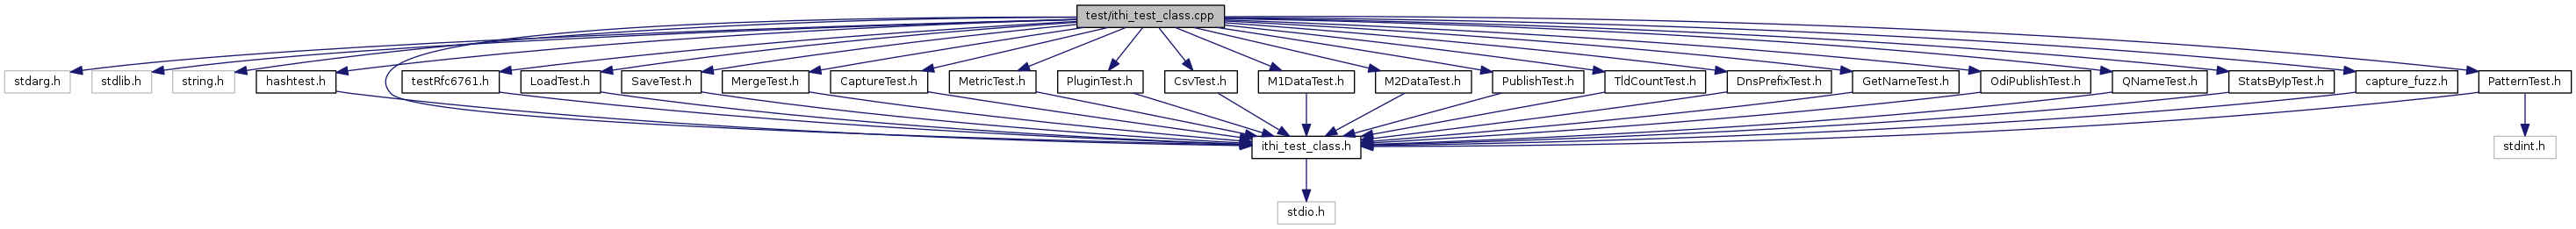 test/ithi_test_class.cpp
stdarg.h
stdlib.h
string.h
hashtest.h
testRfc6761.h
LoadTest.h
SaveTest.h
MergeTest.h
CaptureTest.h
MetricTest.h
PluginTest.h
CsvTest.h
M1DataTest.h
M2DataTest.h
PublishTest.h
TldCountTest.h
DnsPrefixTest.h
GetNameTest.h
OdiPublishTest.h
QNameTest.h
StatsByIpTest.h
capture_fuzz.h
PatternTest.h
ithi_test_class.h
stdint.h
stdio.h